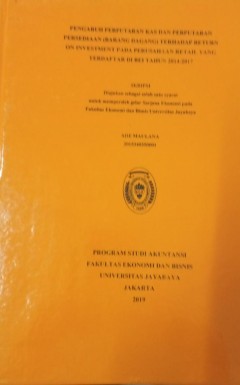 PENGARUH PERPUTARAN KAS DAN PERPUTARAN
PERSEDIAAN (BARANG DAGANG) TERHADAP RETURN
ON INVESTMENT PADA PERUSAHAAN RETAIL YANG
TERDAFTAR DI BEI TAHUN 2014-2017
SKRIPSI
Diajukan sebagai salah satu syarat
untuk memperoleh gelar Sarjana Ekonomi pada
Fakultas Ekonomi dan Bisnis Universitas Jayabaya
ADE MAULANA
PROGRAM STUDI AKUNTANSI
FAKULTAS EKONOMI DAN BISNIS
UNIVERSITAS JAYABAYA
JAKARTA
2019